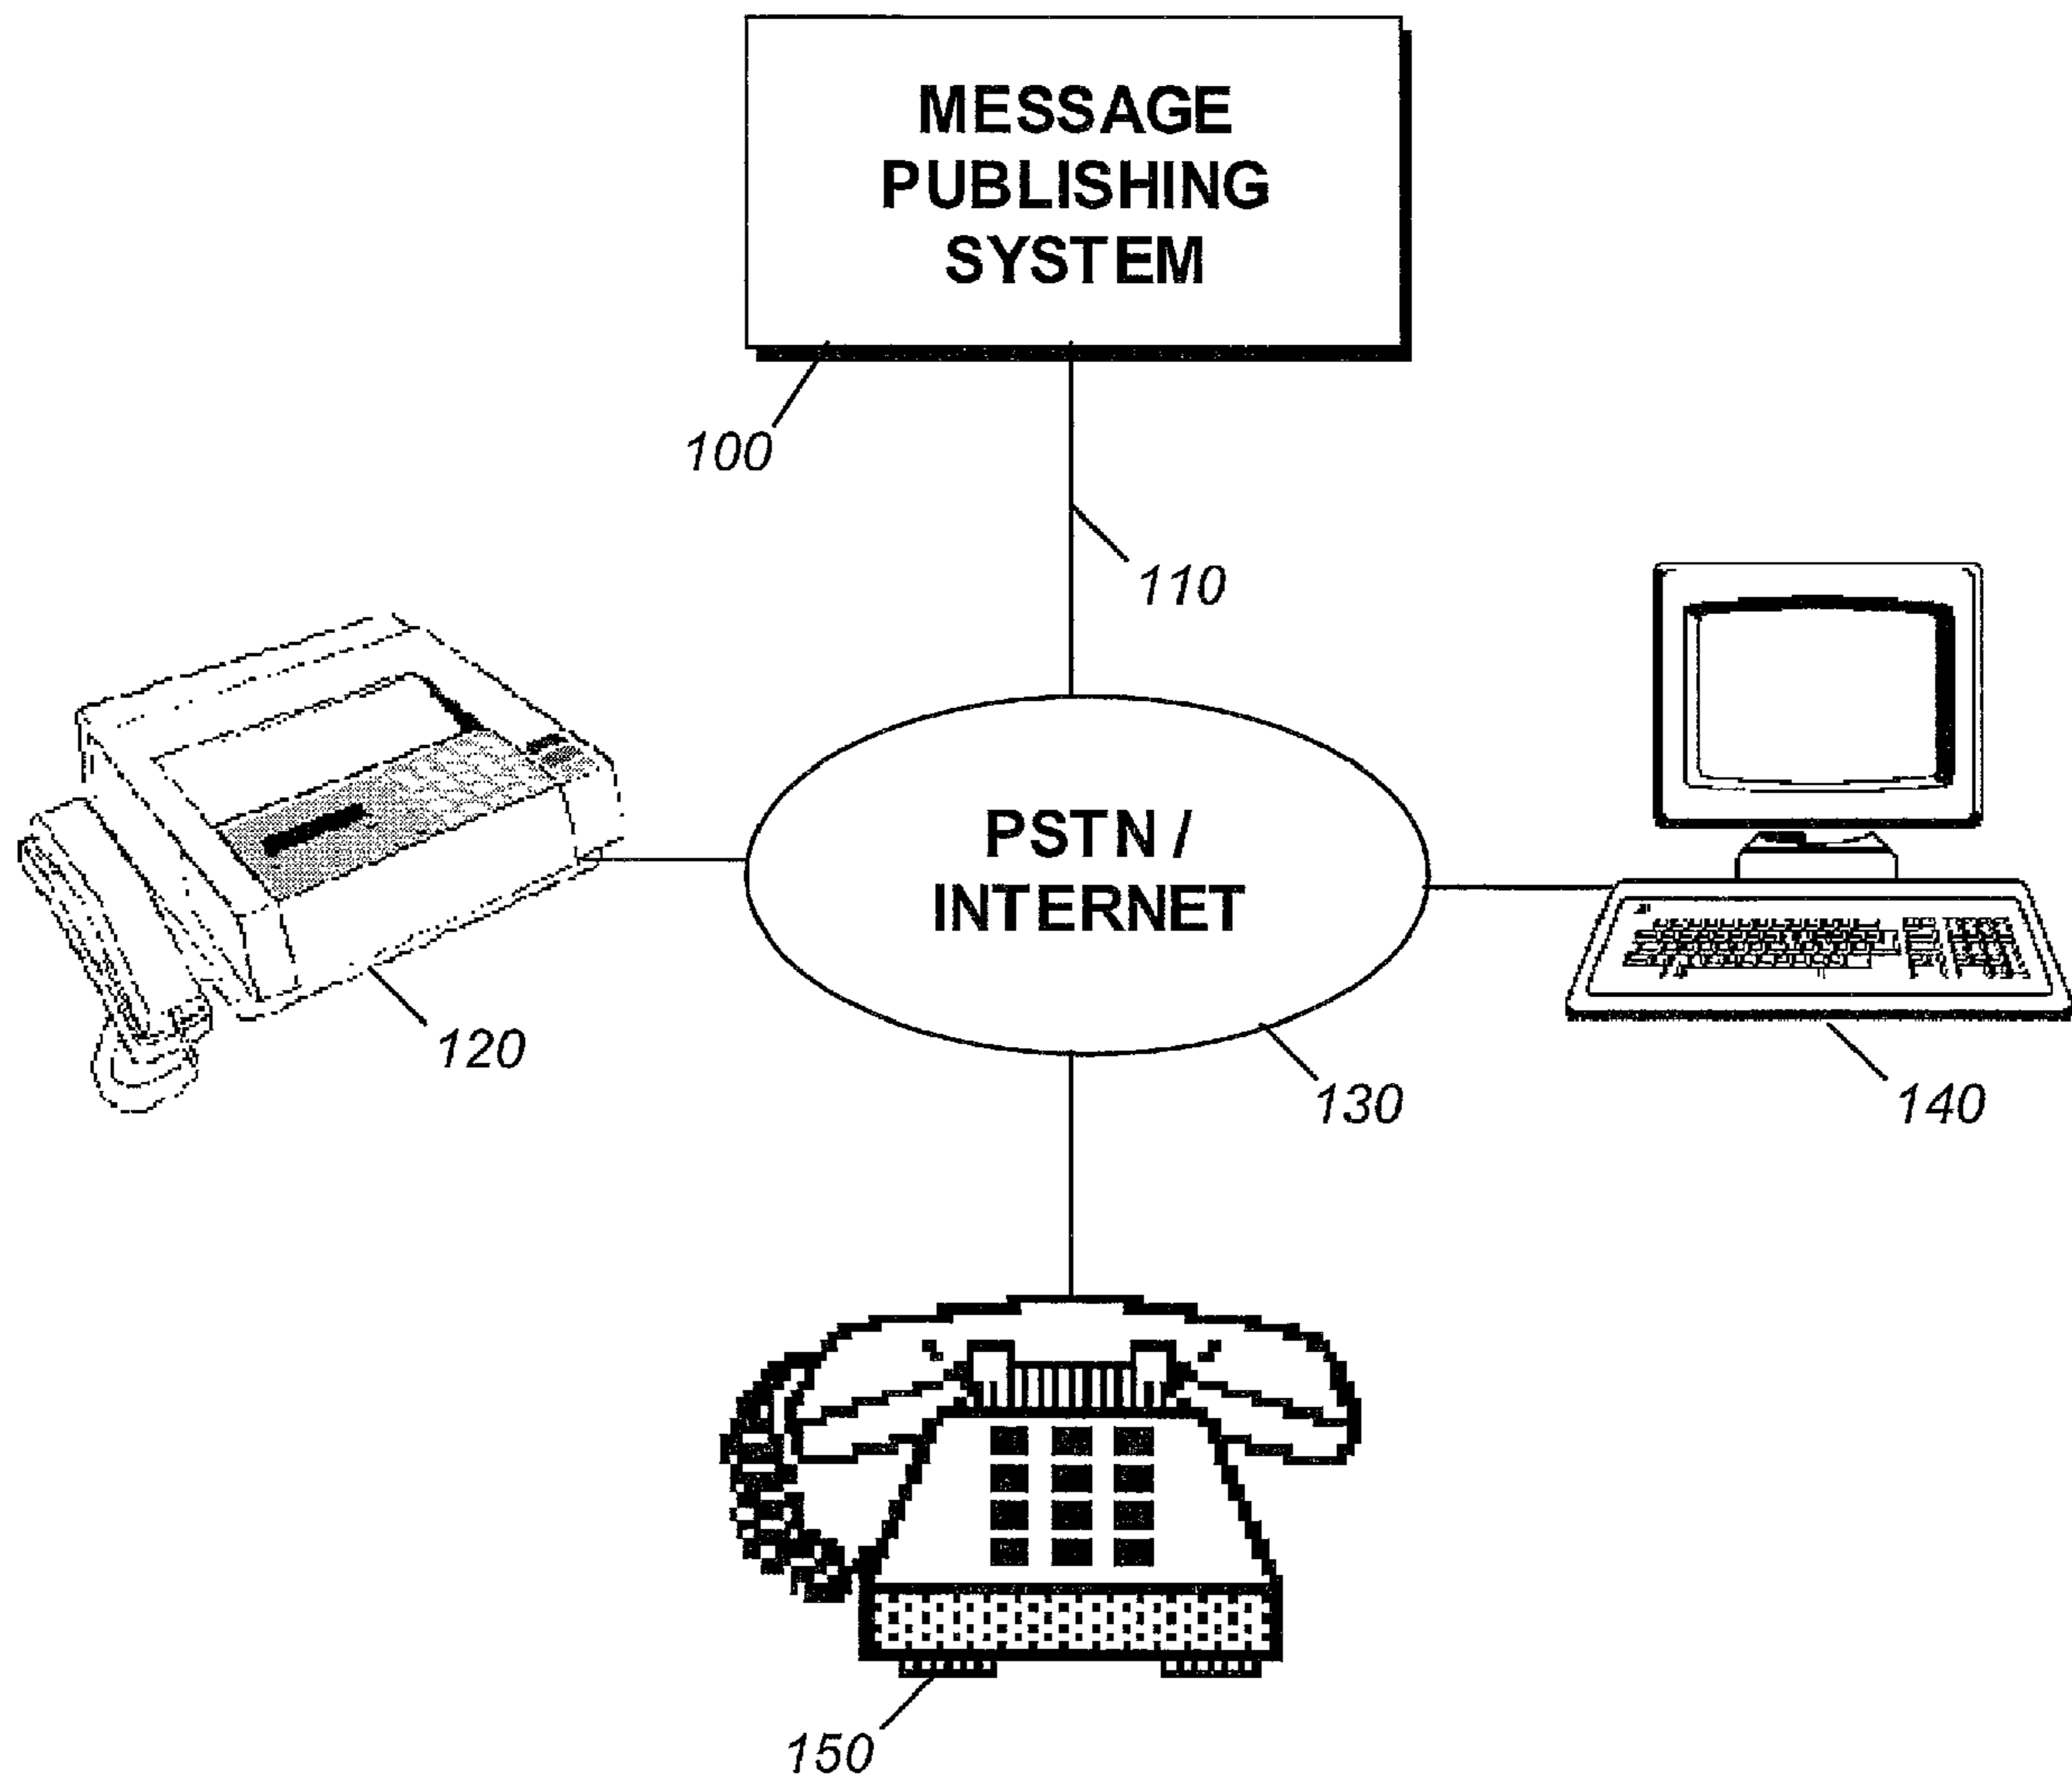 MESSAGE
PUBLISHING
SYSTEM
100
110
PSTN /
INTERNET
120
130
140
150